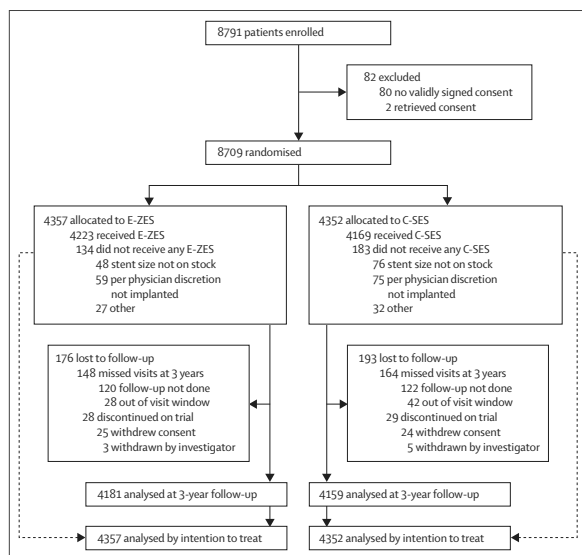 8791 patients enrolled
82 excluded
80 no validly signed consent
2 retrieved consent
8709 randomised
4357 allocated to E-ZES
4223 received E-ZES
134 did not receive any E-ZES
48 stent size not on stock
59 per physician discretion
not implanted
27 other
4352 allocated to C-SES
4169 received C-SES
183 did not receive any C-SES
76 stent size not on stock
75 per physician discretion
not implanted
32 other
176 lost to follow-up
148 missed visits at 3 years
120 follow-up not done
28 out of visit window
28 discontinued on trial
25 withdrew consent
3 withdrawn by investigator
193 lost to follow-up
164 missed visits at 3 years
122 follow-up not done
42 out of visit window
29 discontinued on trial
24 withdrew consent
5 withdrawn by investigator
4181 analysed at 3-year follow-up
4159 analysed at 3-year follow-up
4357 analysed by intention to treat
4352 analysed by intention to treat